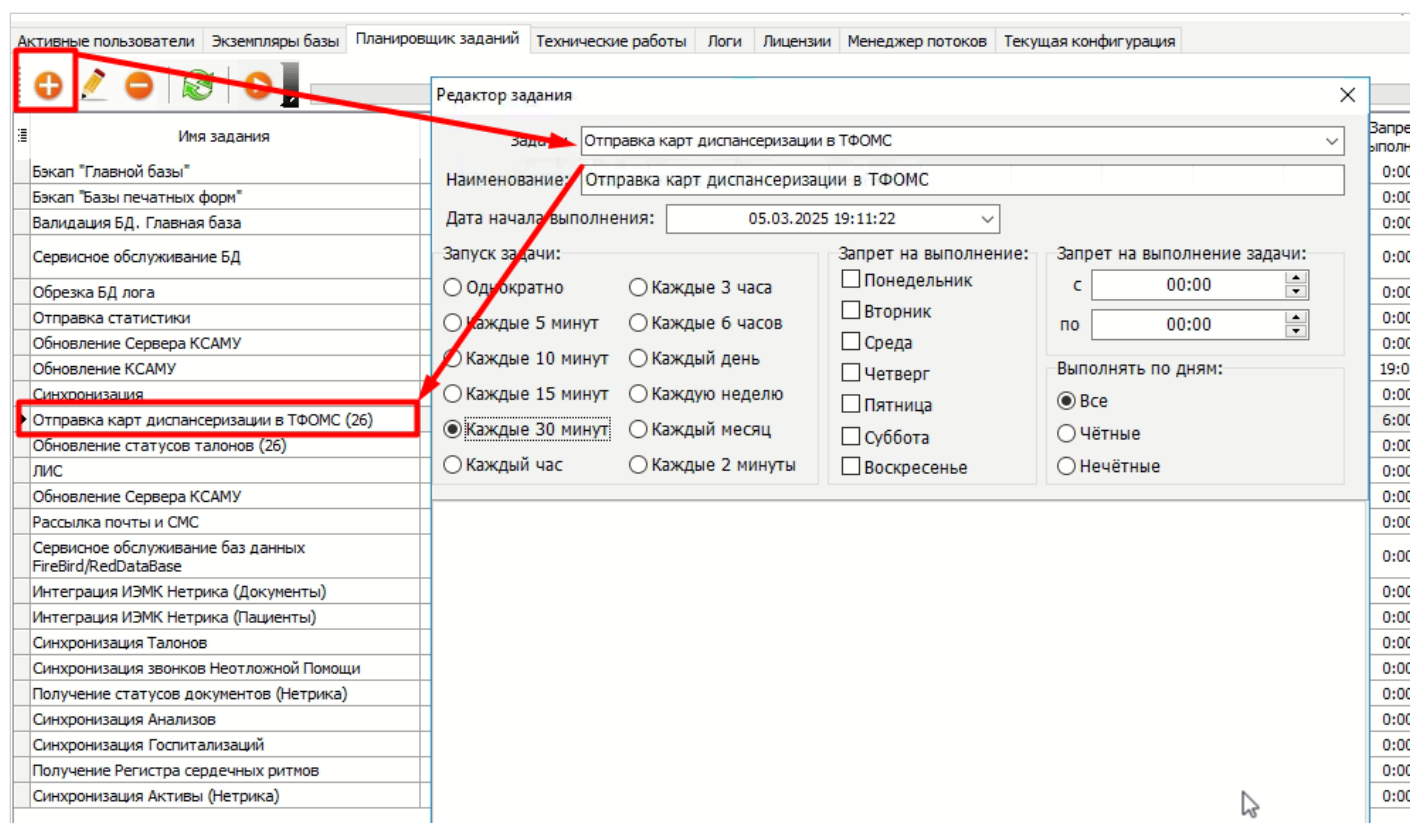 Активные пользователи Экземпляры базы Планировщик заданий Технические работы Логи Лицензии Менеджер потоков Текущая конфигурация
Редактор задания
Имя задания
Задача: Отправка карт диспансеризации в ТФОМС
Наименование: Отправка карт диспансеризации в ТФОМС
Дата начала выполнения: 05.03.2025 19:11:22
Запуск задачи:
Однократно
Каждые 5 минут
Каждые 10 минут
Каждые 15 минут
Каждые 30 минут
Каждый час
Каждые 3 часа
Каждые 6 часов
Каждый день
Каждую неделю
Каждый месяц
Каждые 2 минуты
Запрет на выполнение:
Понедельник
Вторник
Среда
Четверг
Пятница
Суббота
Воскресенье
Запрет на выполнение задачи:
с 00:00
по 00:00
Выполнять по дням:
Все
Чётные
Нечётные
Бэкап "Главной базы" 0:00
Бэкап "Базы печатных форм" 0:00
Валидация БД. Главная база 0:00
Сервисное обслуживание БД 0:00
Обрезка БД лога 0:00
Отправка статистики 0:00
Обновление Сервера КСАМУ 0:00
Обновление КСАМУ 19:0
Синхронизация 0:00
Отправка карт диспансеризации в ТФОМС (26) 6:00
Обновление статусов талонов (26) 0:00
ЛИС 0:00
Обновление Сервера КСАМУ 0:00
Рассылка почты и СМС 0:00
Сервисное обслуживание баз данных
FireBird/RedDataBase 0:00
Интеграция ИЭМК Нетрика (Документы) 0:00
Интеграция ИЭМК Нетрика (Пациенты) 0:00
Синхронизация Талонов 0:00
Синхронизация звонков Неотложной Помощи 0:00
Получение статусов документов (Нетрика) 0:00
Синхронизация Анализов 0:00
Синхронизация Госпитализаций 0:00
Получение Регистра сердечных ритмов 0:00
Синхронизация Активы (Нетрика) 0:00